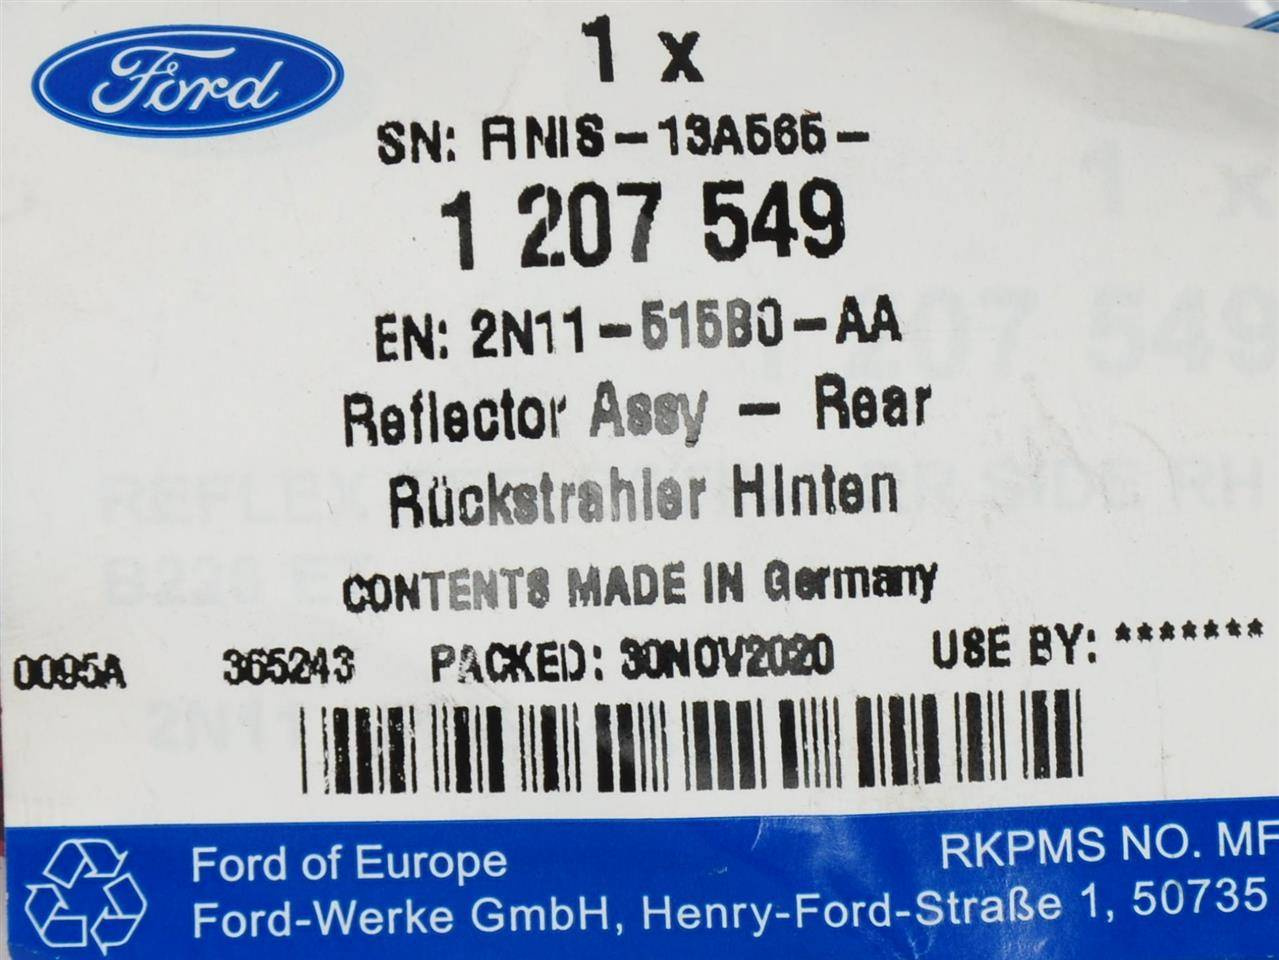 Ford
1 x
SN: ANIS-13A565-
1 207 549
EN: 2N11-515B0-AA
Reflector Assy - Rear
Rückstrahler Hinten
CONTENTS MADE IN Germany
0095A 365243 PACKED: 30NOV2020 USE BY: *******
Ford of Europe RKPMS NO. MF
Ford-Werke GmbH, Henry-Ford-Straße 1, 50735